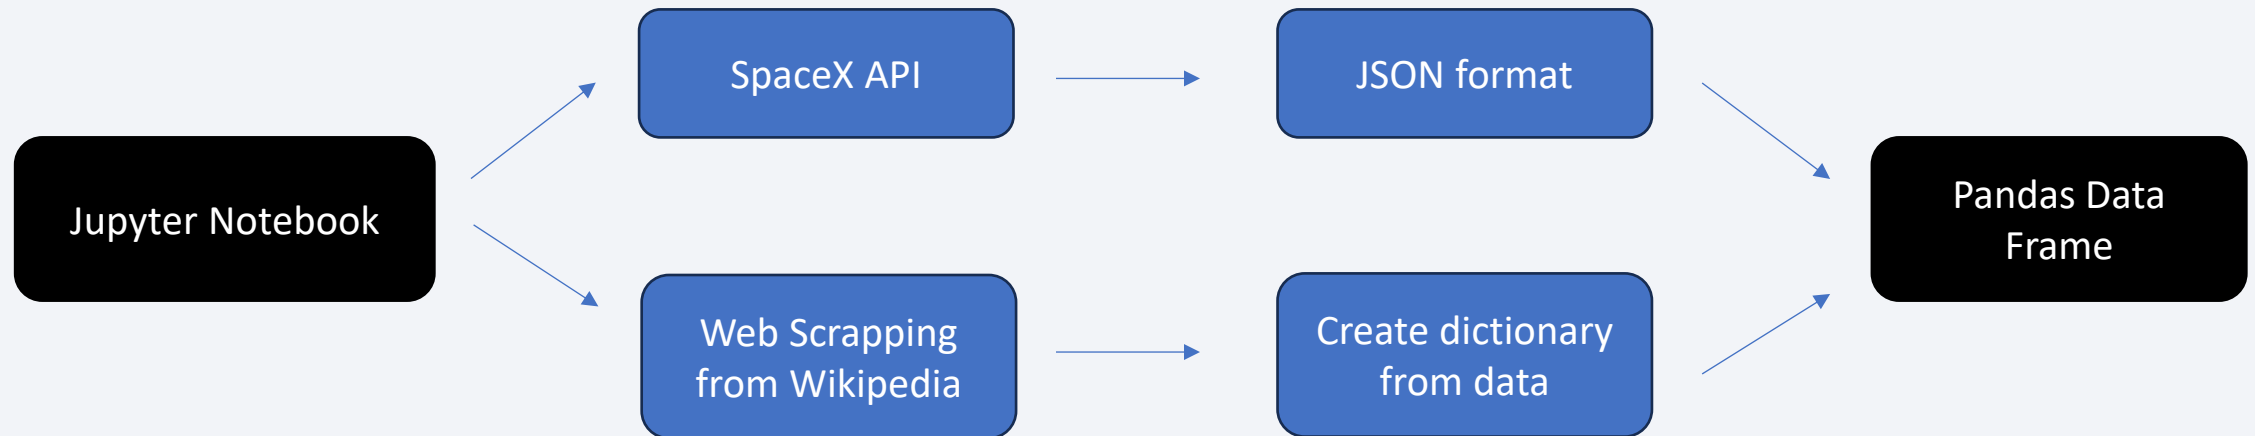 Jupyter Notebook
SpaceX API
JSON format
Web Scrapping
from Wikipedia
Create dictionary
from data
Pandas Data
Frame